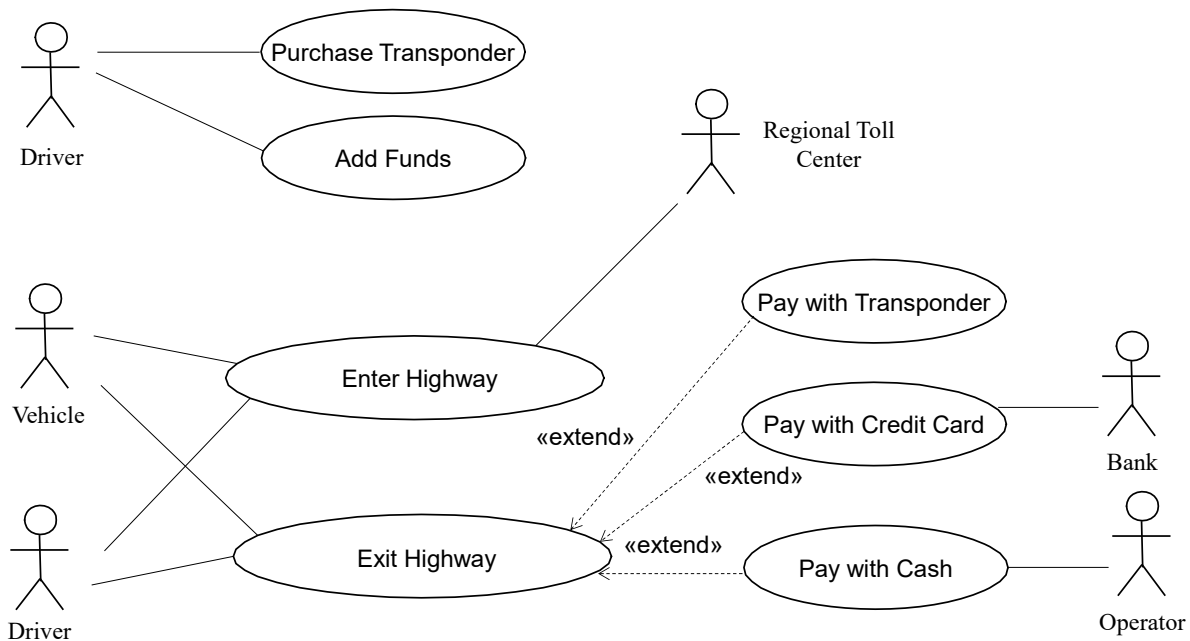 Purchase Transponder
Driver
Add Funds
Regional Toll
Center
Vehicle
Enter Highway
Pay with Transponder
«extend»
Pay with Credit Card
«extend»
Bank
Driver
Exit Highway
«extend»
Pay with Cash
Operator